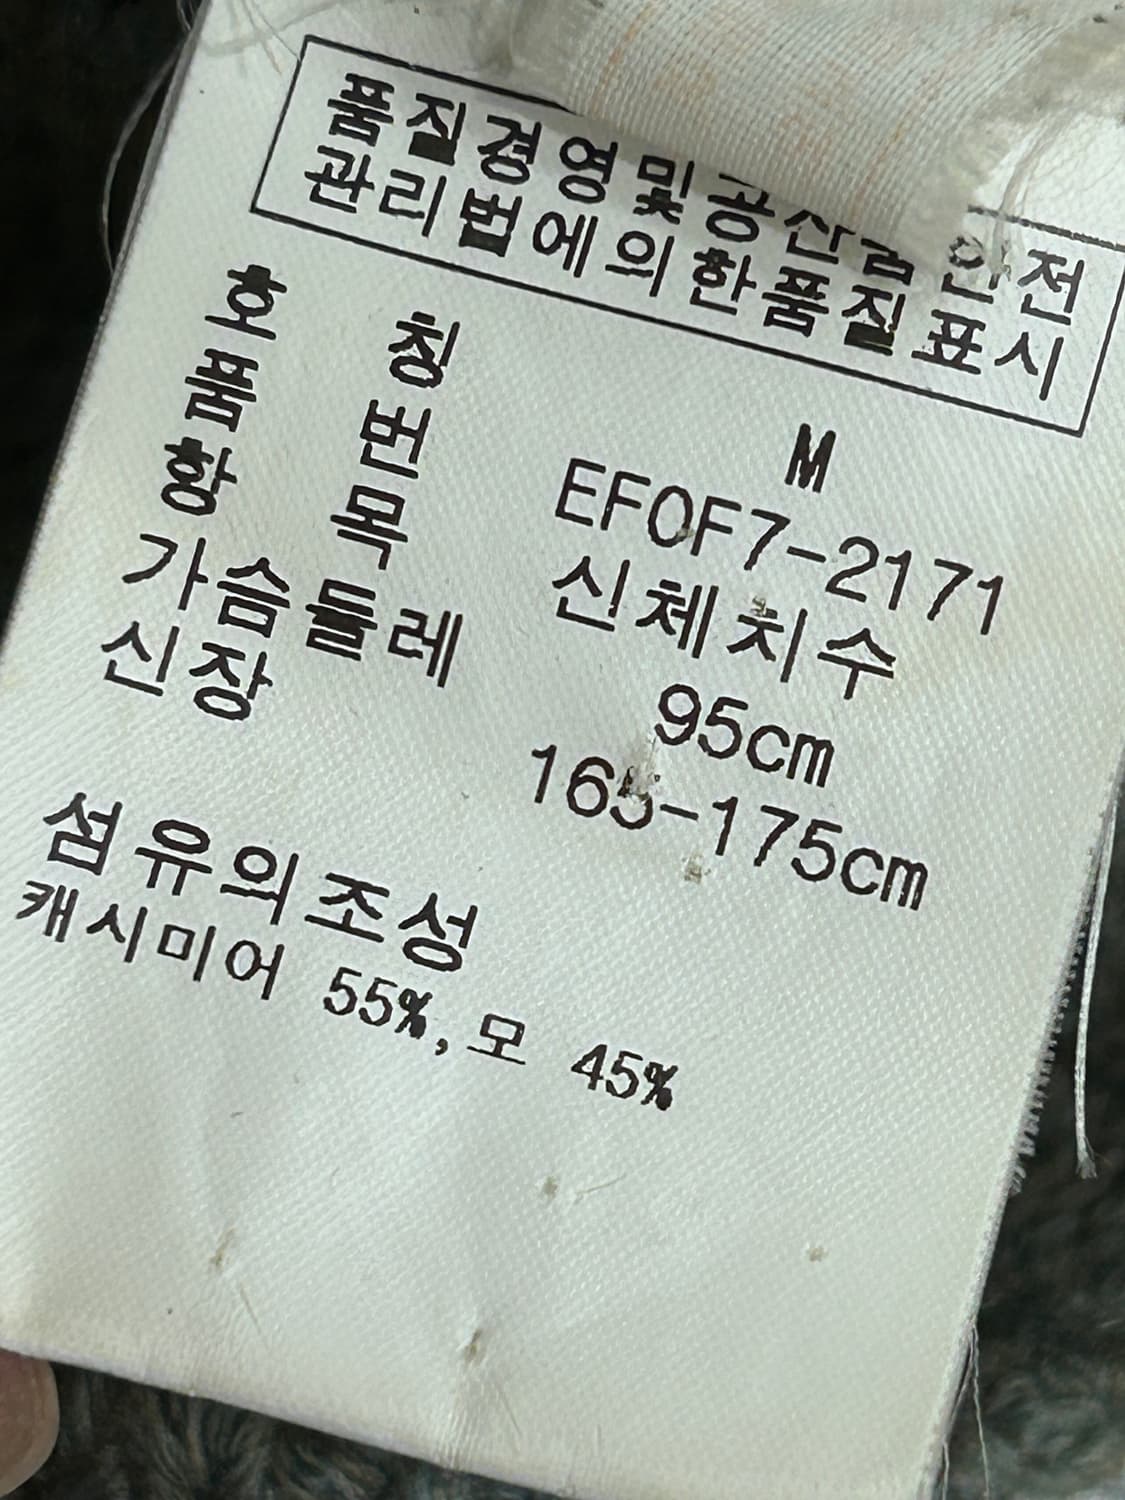 품질경영및공산품안전
관리법에의한품질표시
호 칭 M
품 번 EFOF7-2171
항 목 신체치수
가슴둘레 95cm
신장 165-175cm
섬유의조성
캐시미어 55%,모 45%